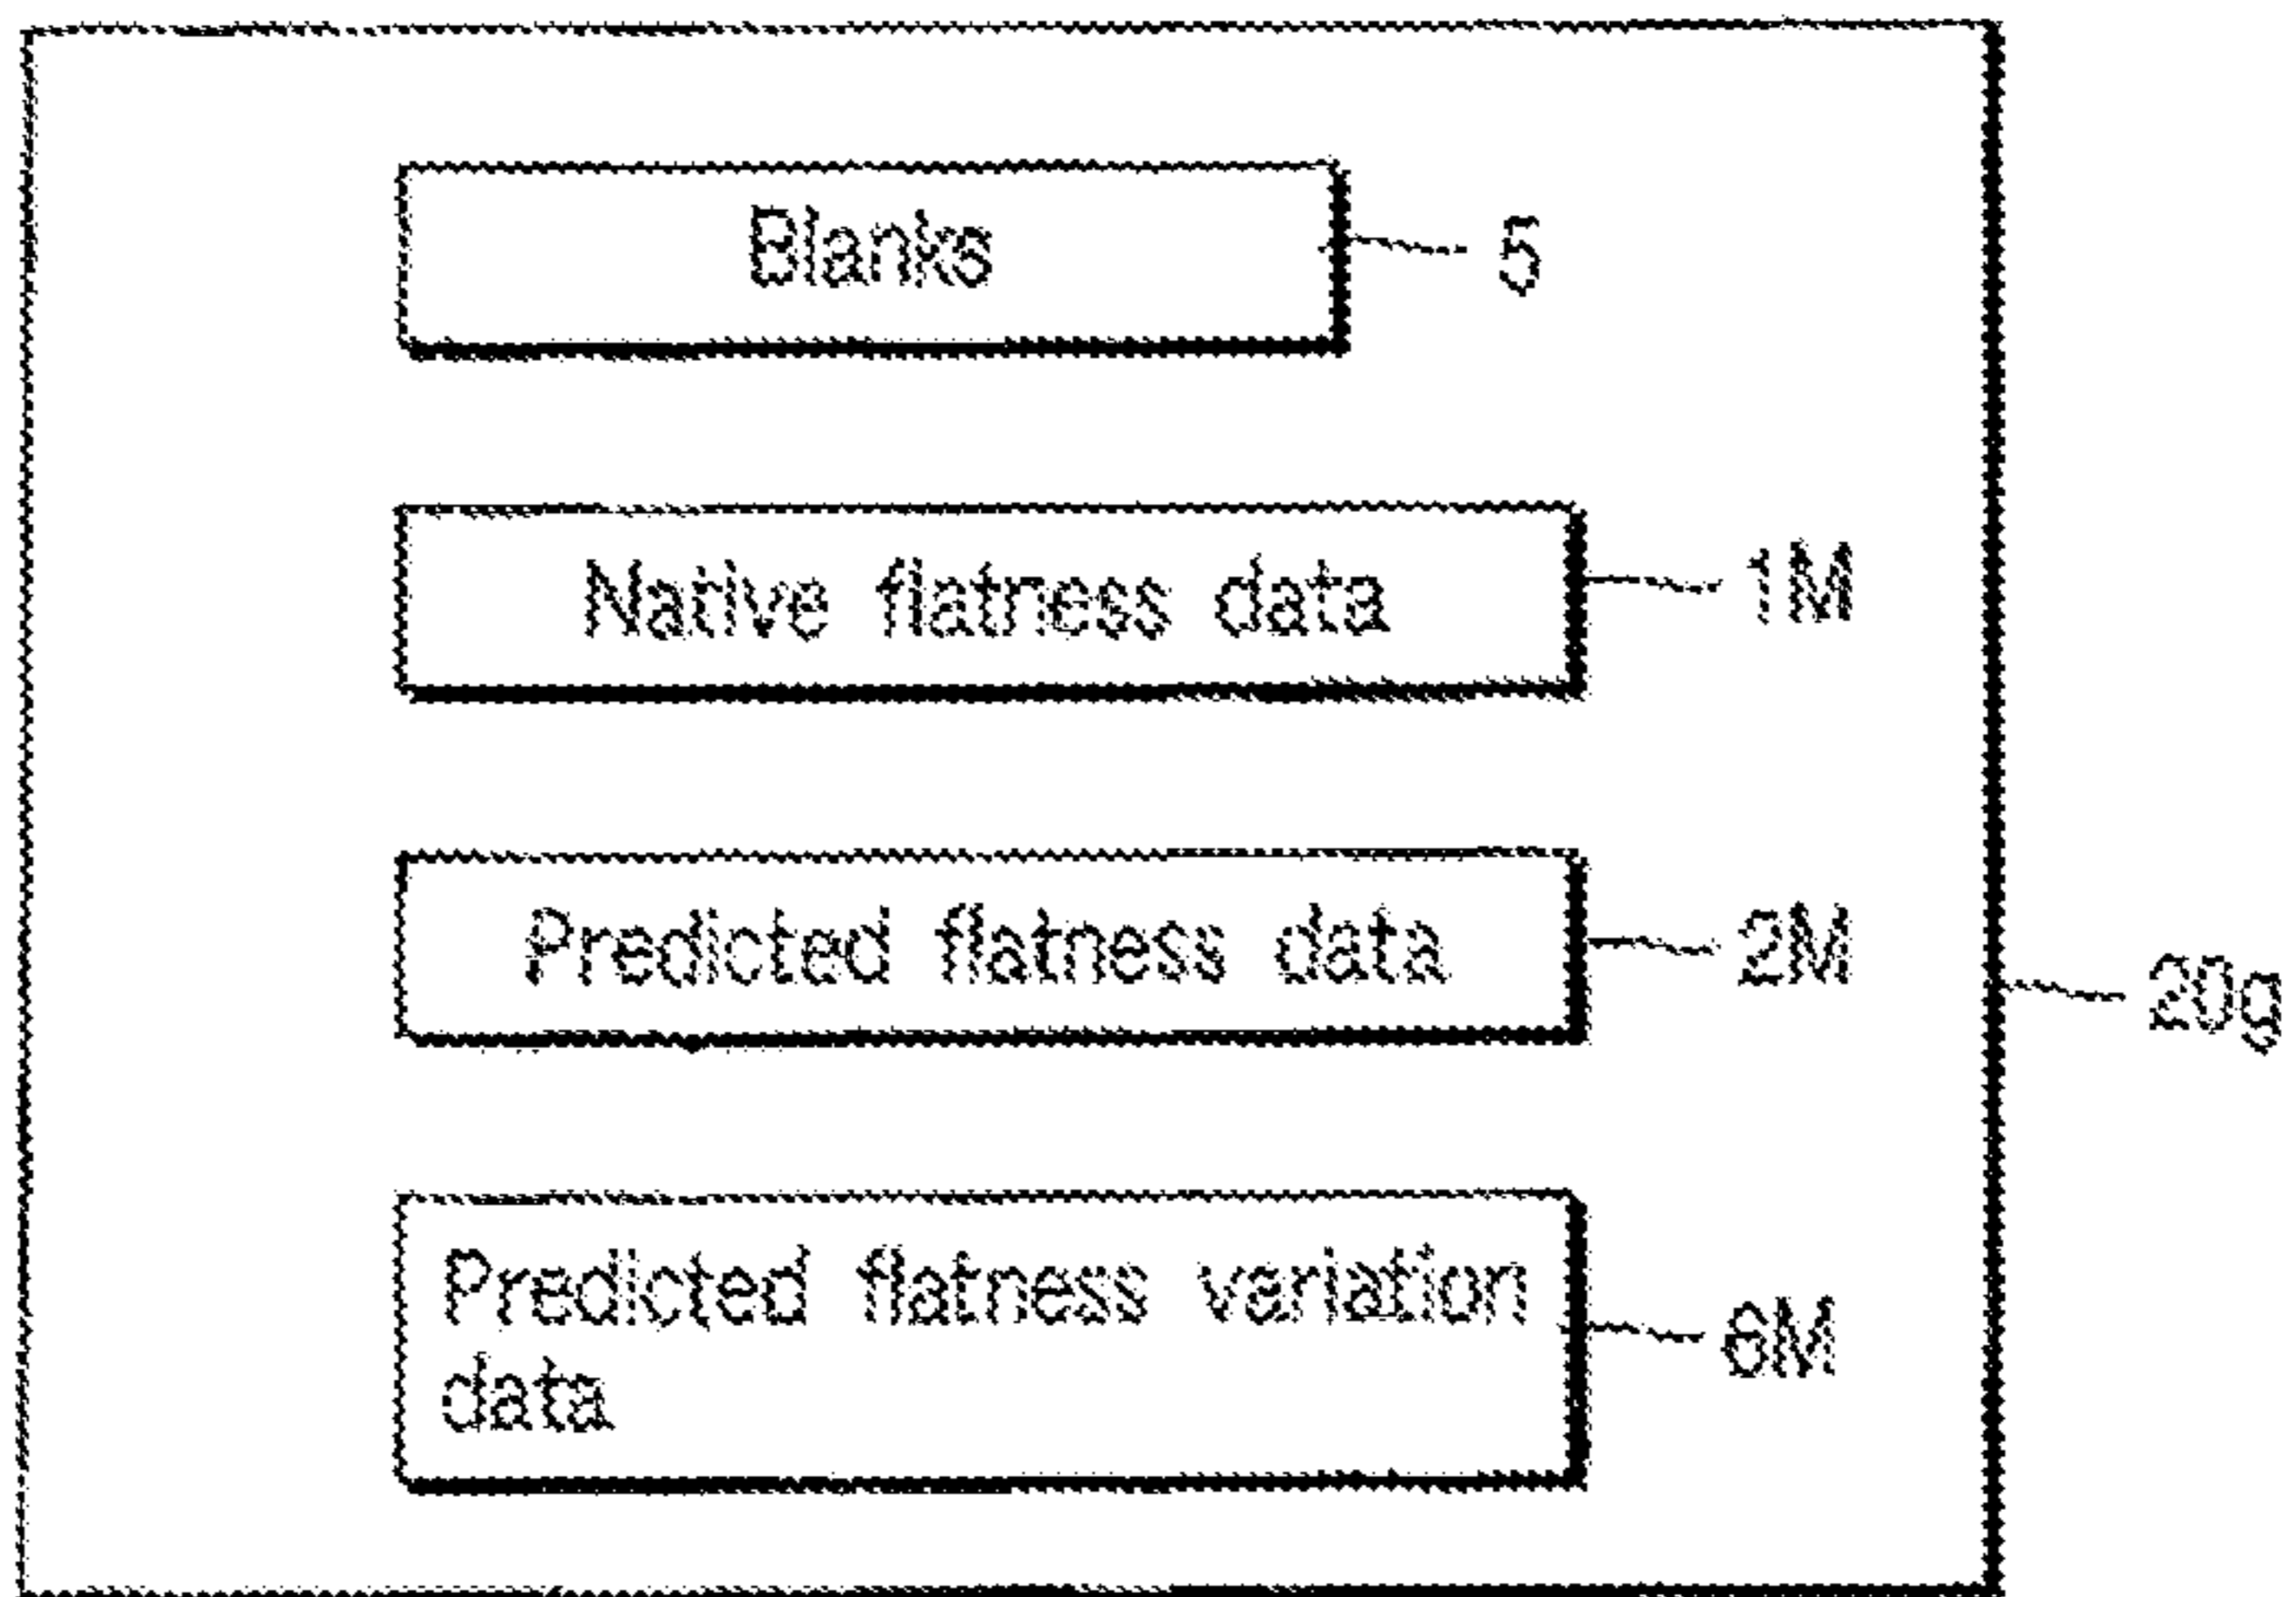 Blanks 5
Native flatness data 1M
Predicted flatness data 2M
20g
Predicted flatness variation 6M
data